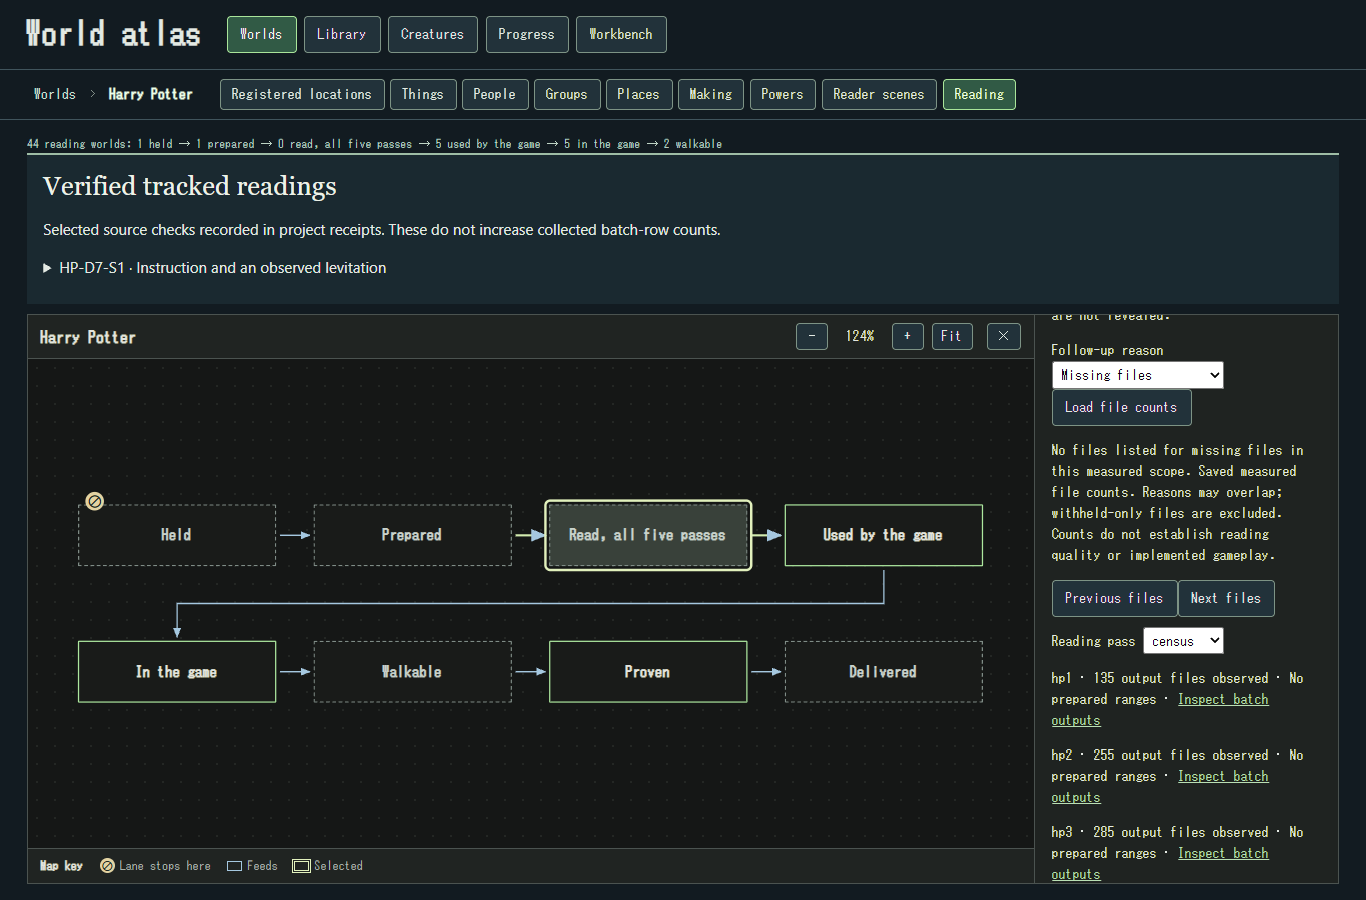 World atlas
Worlds
Library
Creatures
Progress
Workbench
Worlds > Harry Potter
Registered locations
Things
People
Groups
Places
Making
Powers
Reader scenes
Reading
44 reading worlds: 1 held → 1 prepared → 0 read, all five passes → 5 used by the game → 5 in the game → 2 walkable
Verified tracked readings
Selected source checks recorded in project receipts. These do not increase collected batch-row counts.
▶ HP-D7-S1 · Instruction and an observed levitation
Harry Potter
−
124%
+
Fit
×
Held
Prepared
Read, all five passes
Used by the game
In the game
Walkable
Proven
Delivered
Map key
Lane stops here
Feeds
Selected
are not revealed.
Follow-up reason
Missing files
Load file counts
No files listed for missing files in
this measured scope. Saved measured
file counts. Reasons may overlap;
withheld-only files are excluded.
Counts do not establish reading
quality or implemented gameplay.
Previous files
Next files
Reading pass census
hp1 · 135 output files observed · No
prepared ranges · Inspect batch
outputs
hp2 · 255 output files observed · No
prepared ranges · Inspect batch
outputs
hp3 · 285 output files observed · No
prepared ranges · Inspect batch
outputs